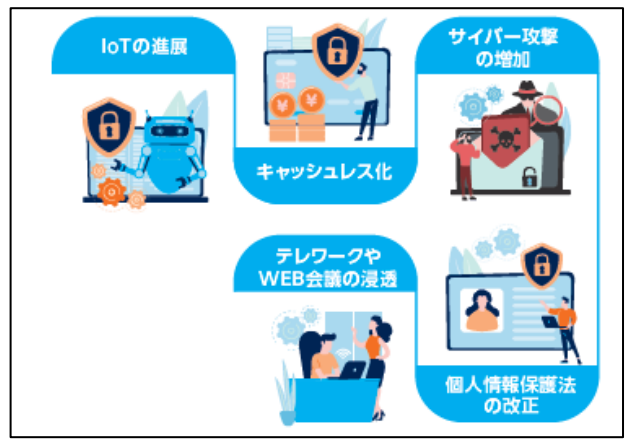 IoTの進展
キャッシュレス化
サイバー攻撃
の増加
個人情報保護法
の改正
テレワークや
WEB会議の浸透